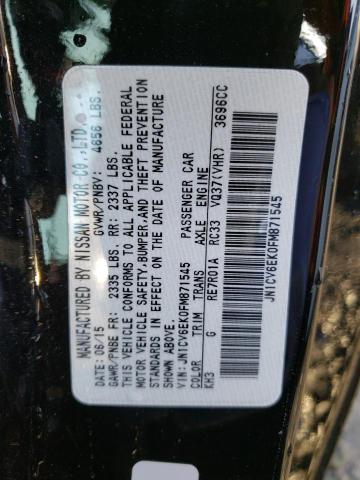 MANUFACTURED BY NISSAN MOTOR CO.,LTD.
DATE: 06/15 GVWR/PNBV: 4656 LBS.
GAWR/PBE FR: 2335 LBS. RR: 2337 LBS.
THIS VEHICLE CONFORMS TO ALL APPLICABLE FEDERAL
MOTOR VEHICLE SAFETY,BUMPER,AND THEFT PREVENTION
STANDARDS IN EFFECT ON THE DATE OF MANUFACTURE
SHOWN ABOVE.
VIN: JN1CV6EK0FM871545 PASSENGER CAR
COLOR TRIM TRANS AXLE ENGINE
KH3 G RE7R01A RC33 VQ37(VHR) 3696CC
JN1CV6EK0FM871545